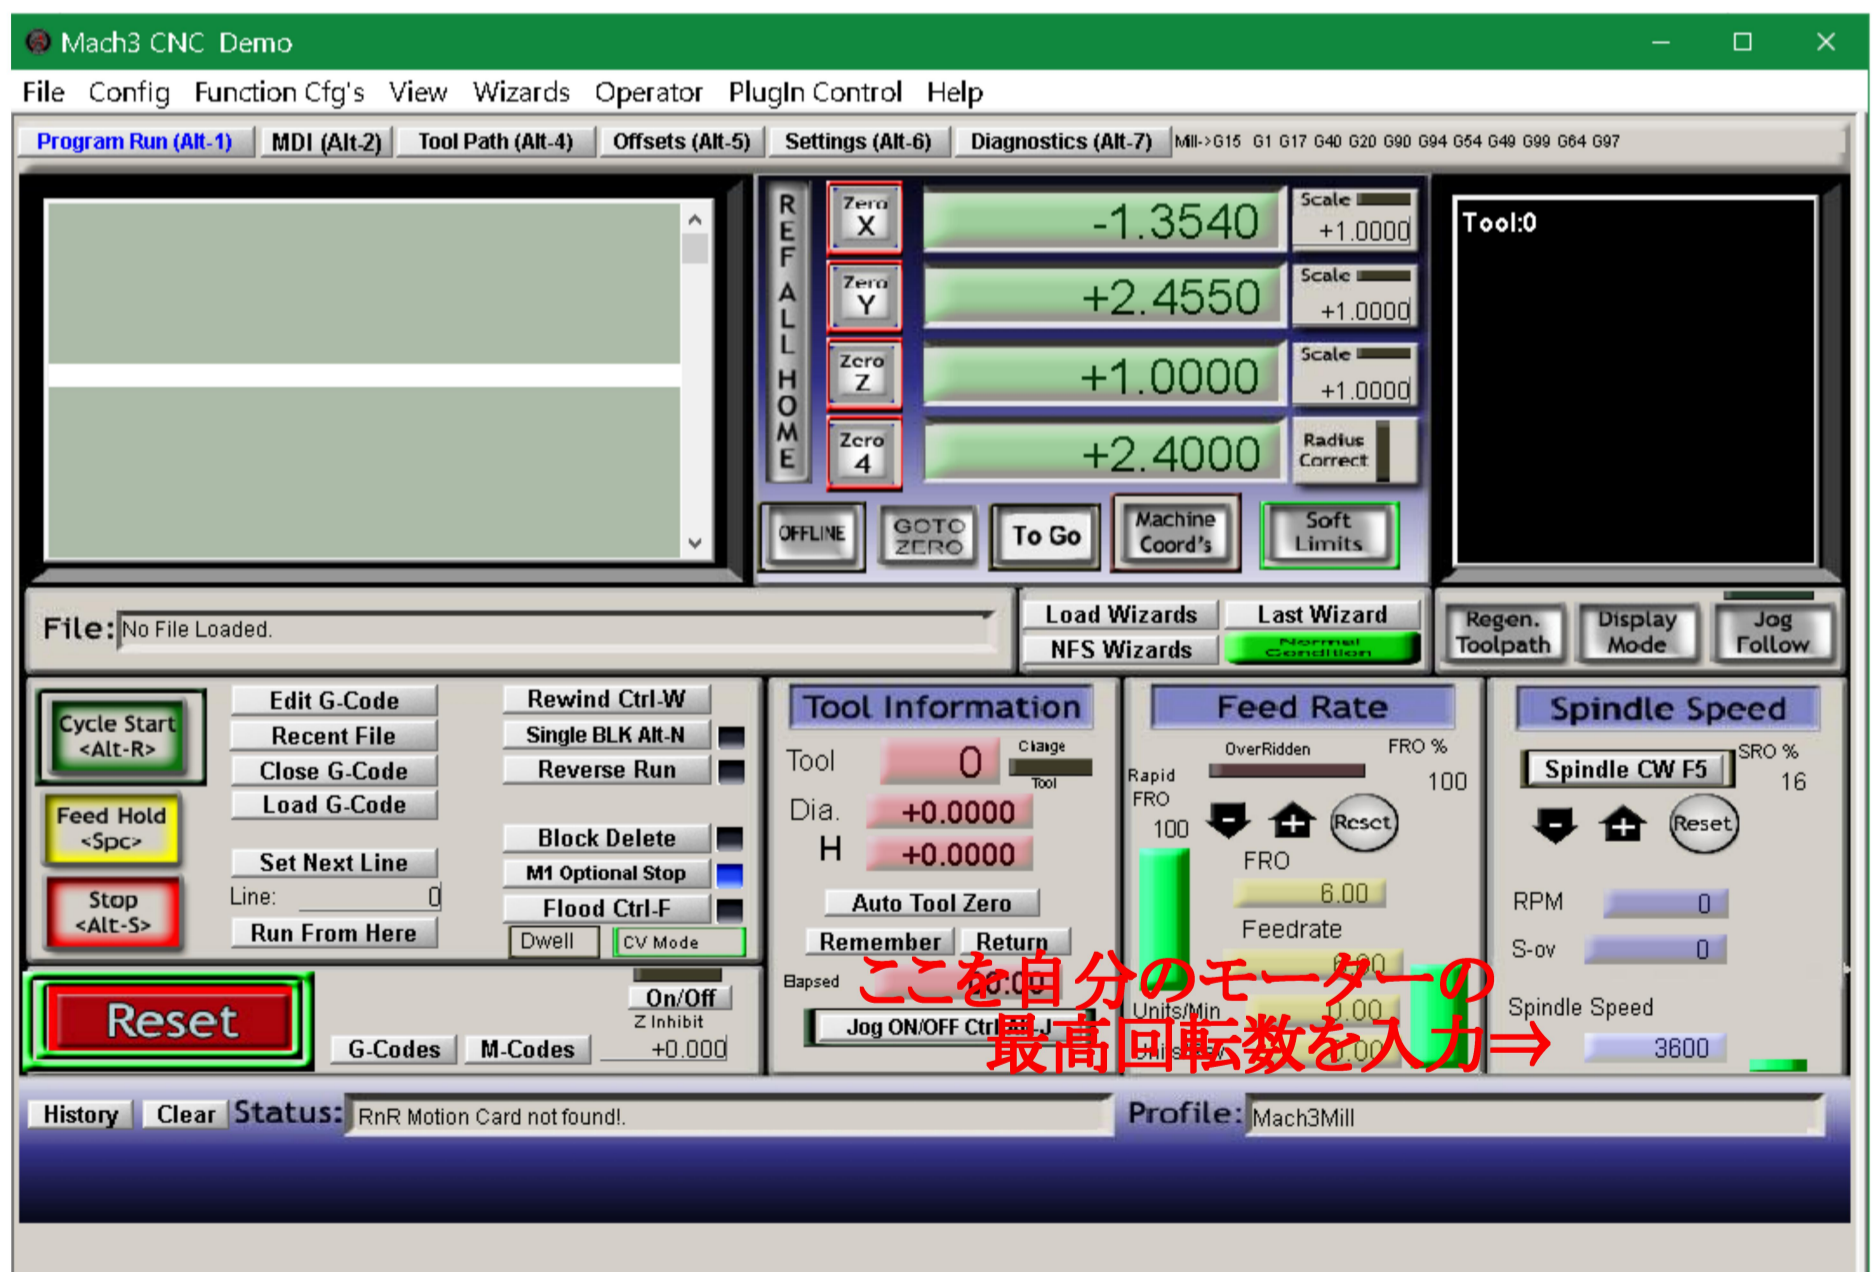 Mach3 CNC Demo
File Config Function Cfg's View Wizards Operator PlugIn Control Help
Program Run (Alt-1) MDI (Alt-2) Tool Path (Alt-4) Offsets (Alt-5) Settings (Alt-6) Diagnostics (Alt-7) Mill->G15 G1 G17 G40 G20 G90 G94 G54 G49 G99 G64 G97
REF ALL HOME
Zero X -1.3540 Scale +1.0000
Zero Y +2.4550 Scale +1.0000
Zero Z +1.0000 Scale +1.0000
Zero 4 +2.4000 Radius Correct
OFFLINE GOTO ZERO To Go Machine Coord's Soft Limits
Tool:0
File: No File Loaded.
Load Wizards Last Wizard
NFS Wizards Normal Condition
Regen. Toolpath Display Mode Jog Follow
Cycle Start <Alt-R>
Feed Hold <Spc>
Stop <Alt-S>
Edit G-Code
Recent File
Close G-Code
Load G-Code
Set Next Line
Line: 0
Run From Here
Rewind Ctrl-W
Single BLK Alt-N
Reverse Run
Block Delete
M1 Optional Stop
Flood Ctrl-F
Dwell CV Mode
Reset
G-Codes M-Codes
On/Off
Z Inhibit
+0.000
Tool Information
Tool 0 Change Tool
Dia. +0.0000
H +0.0000
Auto Tool Zero
Remember Return
Elapsed
Jog ON/OFF
Feed Rate
OverRidden FRO %
100
Rapid FRO
100
Reset
FRO
6.00
Feedrate
6.00
Units/Min 0.00
0.00
Spindle Speed
Spindle CW F5 SRO %
16
Reset
RPM 0
S-ov 0
Spindle Speed
3600
ここを自分のモーターの
最高回転数を入力⇒
History Clear Status: RnR Motion Card not found!. Profile: Mach3Mill